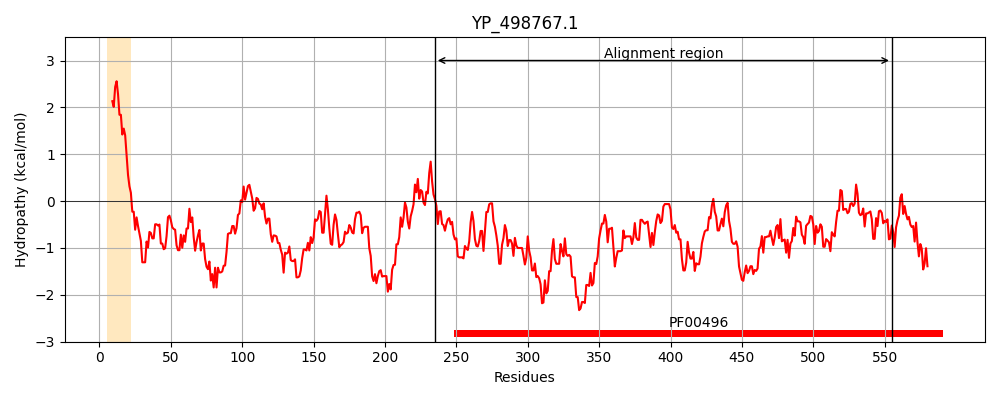 YP_498767.1
Alignment region
3
2
1
0
−1
−2
−3
Hydropathy (kcal/mol)
PF00496
0 50 100 150 200 250 300 350 400 450 500 550
Residues